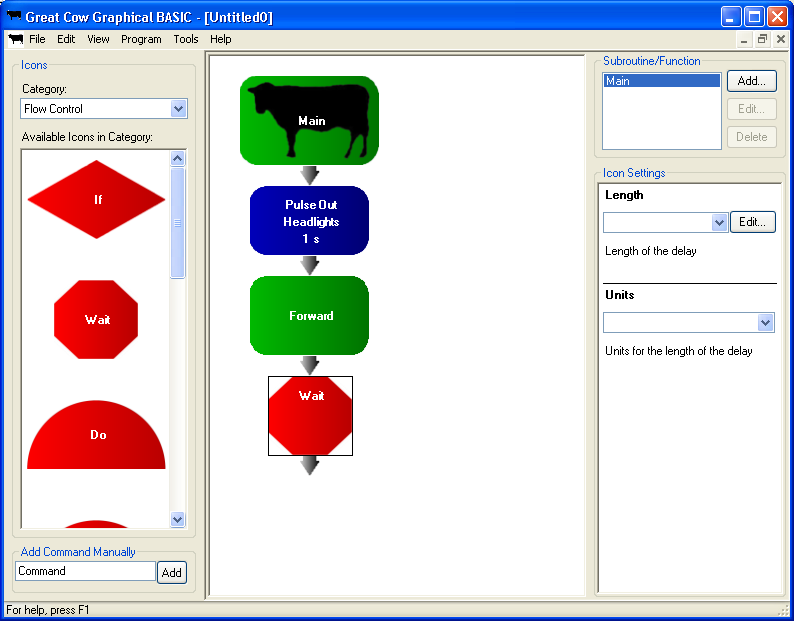 Great Cow Graphical BASIC - [Untitled0]
File Edit View Program Tools Help
Icons
Category:
Flow Control
Available Icons in Category:
If
Wait
Do
Add Command Manually
Command
Add
Main
Pulse Out
Headlights
1 s
Forward
Wait
Subroutine/Function
Main
Add...
Edit...
Delete
Icon Settings
Length
Edit...
Length of the delay
Units
Units for the length of the delay
For help, press F1